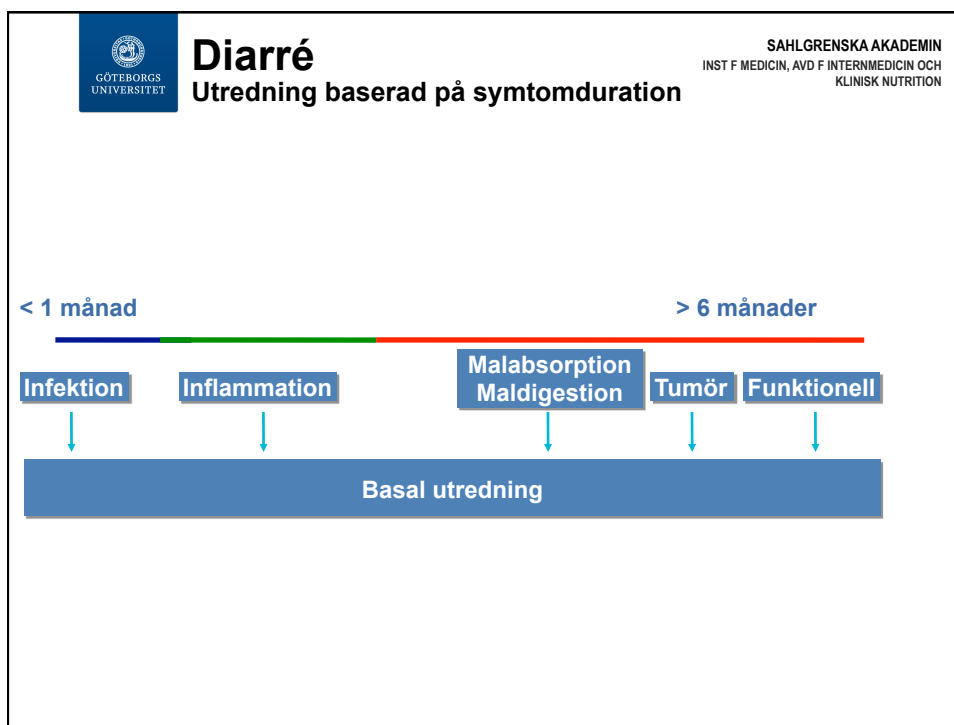 GÖTEBORGS
UNIVERSITET
Diarré
Utredning baserad på symtomduration
SAHLGRENSKA AKADEMIN
INST F MEDICIN, AVD F INTERNMEDICIN OCH
KLINISK NUTRITION
< 1 månad
> 6 månader
Infektion
Inflammation
Malabsorption
Maldigestion
Tumör
Funktionell
Basal utredning